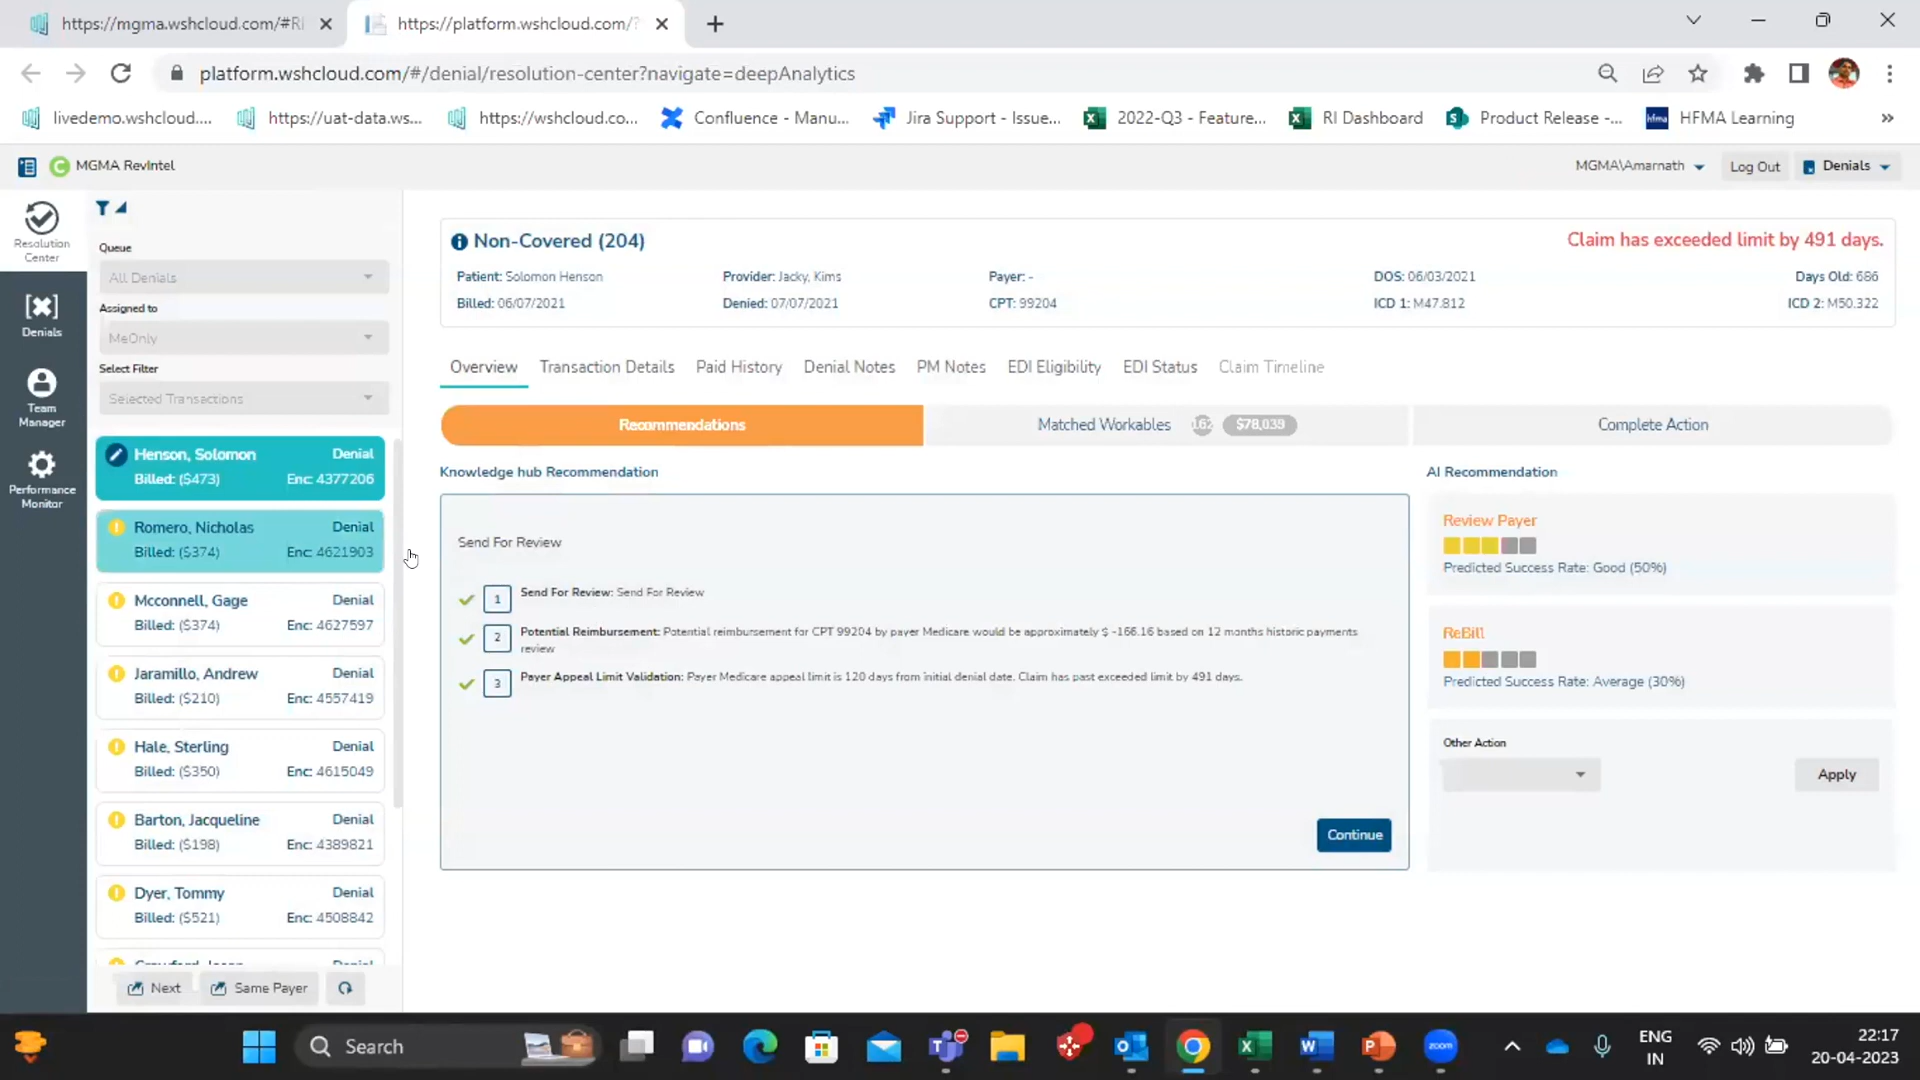 https://mgma.wshcloud.com/#RI
https://platform.wshcloud.com/?
platform.wshcloud.com/#/denial/resolution-center?navigate=deepAnalytics
livedemo.wshcloud....
https://uat-data.ws...
https://wshcloud.co...
Confluence - Manu...
Jira Support - Issue...
2022-Q3 - Feature...
RI Dashboard
Product Release -...
hfma HFMA Learning
»
MGMA RevIntel
MGMA\Amarnath
Log Out
Denials
Resolution Center
Denials
Team Manager
Performance Monitor
Queue
All Denials
Assigned to
MeOnly
Select Filter
Selected Transactions
Henson, Solomon Denial
Billed: ($473) Enc: 4377206
Romero, Nicholas Denial
Billed: ($374) Enc: 4621903
Mcconnell, Gage Denial
Billed: ($374) Enc: 4627597
Jaramillo, Andrew Denial
Billed: ($210) Enc: 4557419
Hale, Sterling Denial
Billed: ($350) Enc: 4615049
Barton, Jacqueline Denial
Billed: ($198) Enc: 4389821
Dyer, Tommy Denial
Billed: ($521) Enc: 4508842
Next
Same Payer
Non-Covered (204)
Claim has exceeded limit by 491 days.
Patient: Solomon Henson Provider: Jacky, Kims Payer: - DOS: 06/03/2021 Days Old: 686
Billed: 06/07/2021 Denied: 07/07/2021 CPT: 99204 ICD 1: M47.812 ICD 2: M50.322
Overview Transaction Details Paid History Denial Notes PM Notes EDI Eligibility EDI Status Claim Timeline
Recommendations
Matched Workables 162 $78,039
Complete Action
Knowledge hub Recommendation
Send For Review
1 Send For Review: Send For Review
2 Potential Reimbursement: Potential reimbursement for CPT 99204 by payer Medicare would be approximately $ -166.16 based on 12 months historic payments
review
3 Payer Appeal Limit Validation: Payer Medicare appeal limit is 120 days from initial denial date. Claim has past exceeded limit by 491 days.
Continue
AI Recommendation
Review Payer
Predicted Success Rate: Good (50%)
ReBill
Predicted Success Rate: Average (30%)
Other Action
Apply
Search
zoom
ENG
IN
22:17
20-04-2023